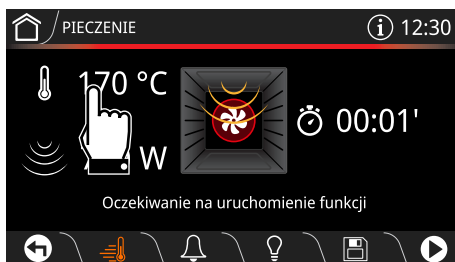 PIECZENIE
12:30
170 °C
00:01'
W
Oczekiwanie na uruchomienie funkcji